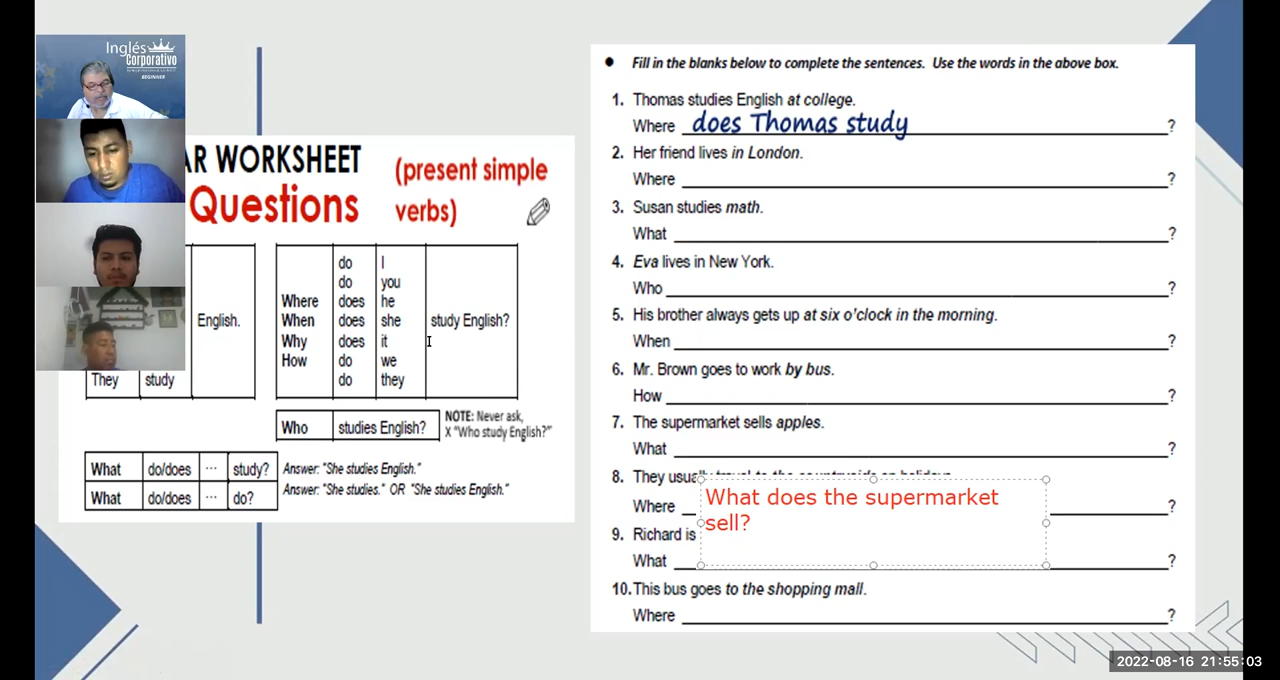 Inglés
Corporativo
BEGINNER
AR WORKSHEET
Questions
(present simple
verbs)
English.
They study
Where
When
Why
How
do I
do you
does he
does she
does it
do we
do they
study English?
Who studies English?
NOTE: Never ask,
X "Who study English?"
What do/does ... study? Answer: "She studies English."
What do/does ... do? Answer: "She studies." OR "She studies English."
● Fill in the blanks below to complete the sentences. Use the words in the above box.
1. Thomas studies English at college.
Where does Thomas study ?
2. Her friend lives in London.
Where ?
3. Susan studies math.
What ?
4. Eva lives in New York.
Who ?
5. His brother always gets up at six o'clock in the morning.
When ?
6. Mr. Brown goes to work by bus.
How ?
7. The supermarket sells apples.
What ?
8. They usually travel to the countryside on holidays.
Where ?
What does the supermarket
sell?
9. Richard is
What ?
10. This bus goes to the shopping mall.
Where ?
2022-08-16 21:55:03